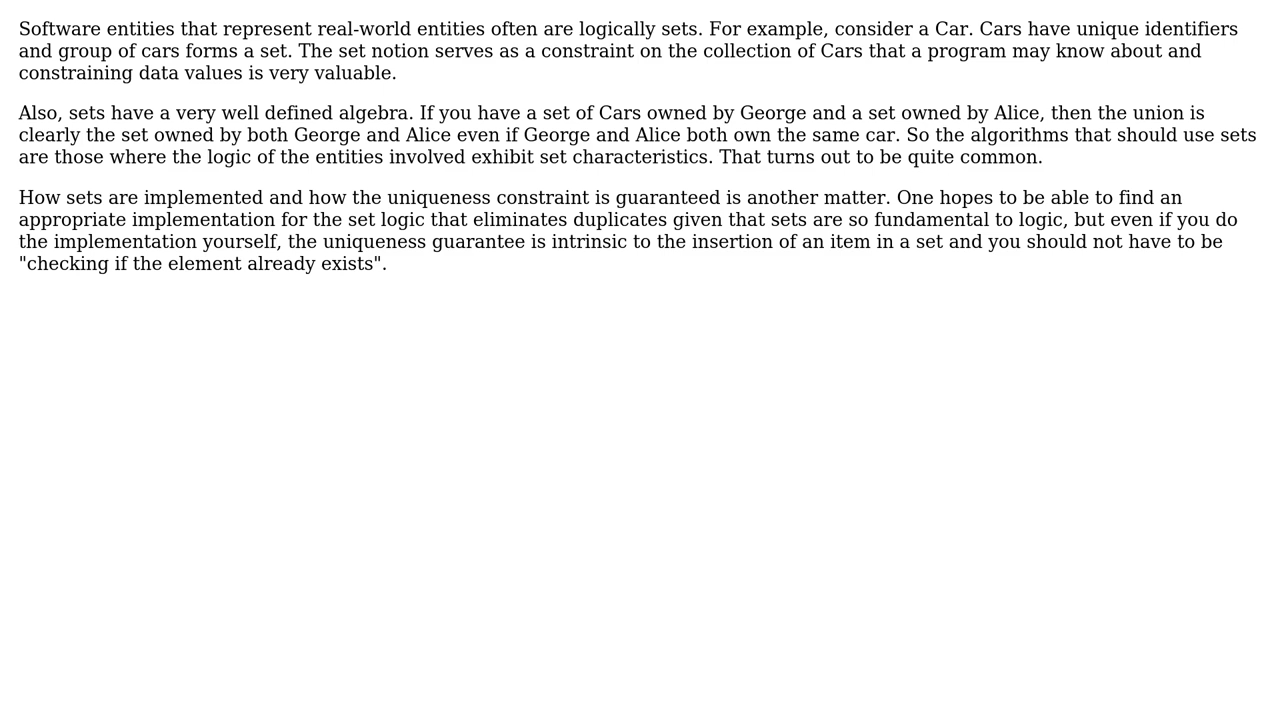 Software entities that represent real-world entities often are logically sets. For example, consider a Car. Cars have unique identifiers
and group of cars forms a set. The set notion serves as a constraint on the collection of Cars that a program may know about and
constraining data values is very valuable.
Also, sets have a very well defined algebra. If you have a set of Cars owned by George and a set owned by Alice, then the union is
clearly the set owned by both George and Alice even if George and Alice both own the same car. So the algorithms that should use sets
are those where the logic of the entities involved exhibit set characteristics. That turns out to be quite common.
How sets are implemented and how the uniqueness constraint is guaranteed is another matter. One hopes to be able to find an
appropriate implementation for the set logic that eliminates duplicates given that sets are so fundamental to logic, but even if you do
the implementation yourself, the uniqueness guarantee is intrinsic to the insertion of an item in a set and you should not have to be
"checking if the element already exists".